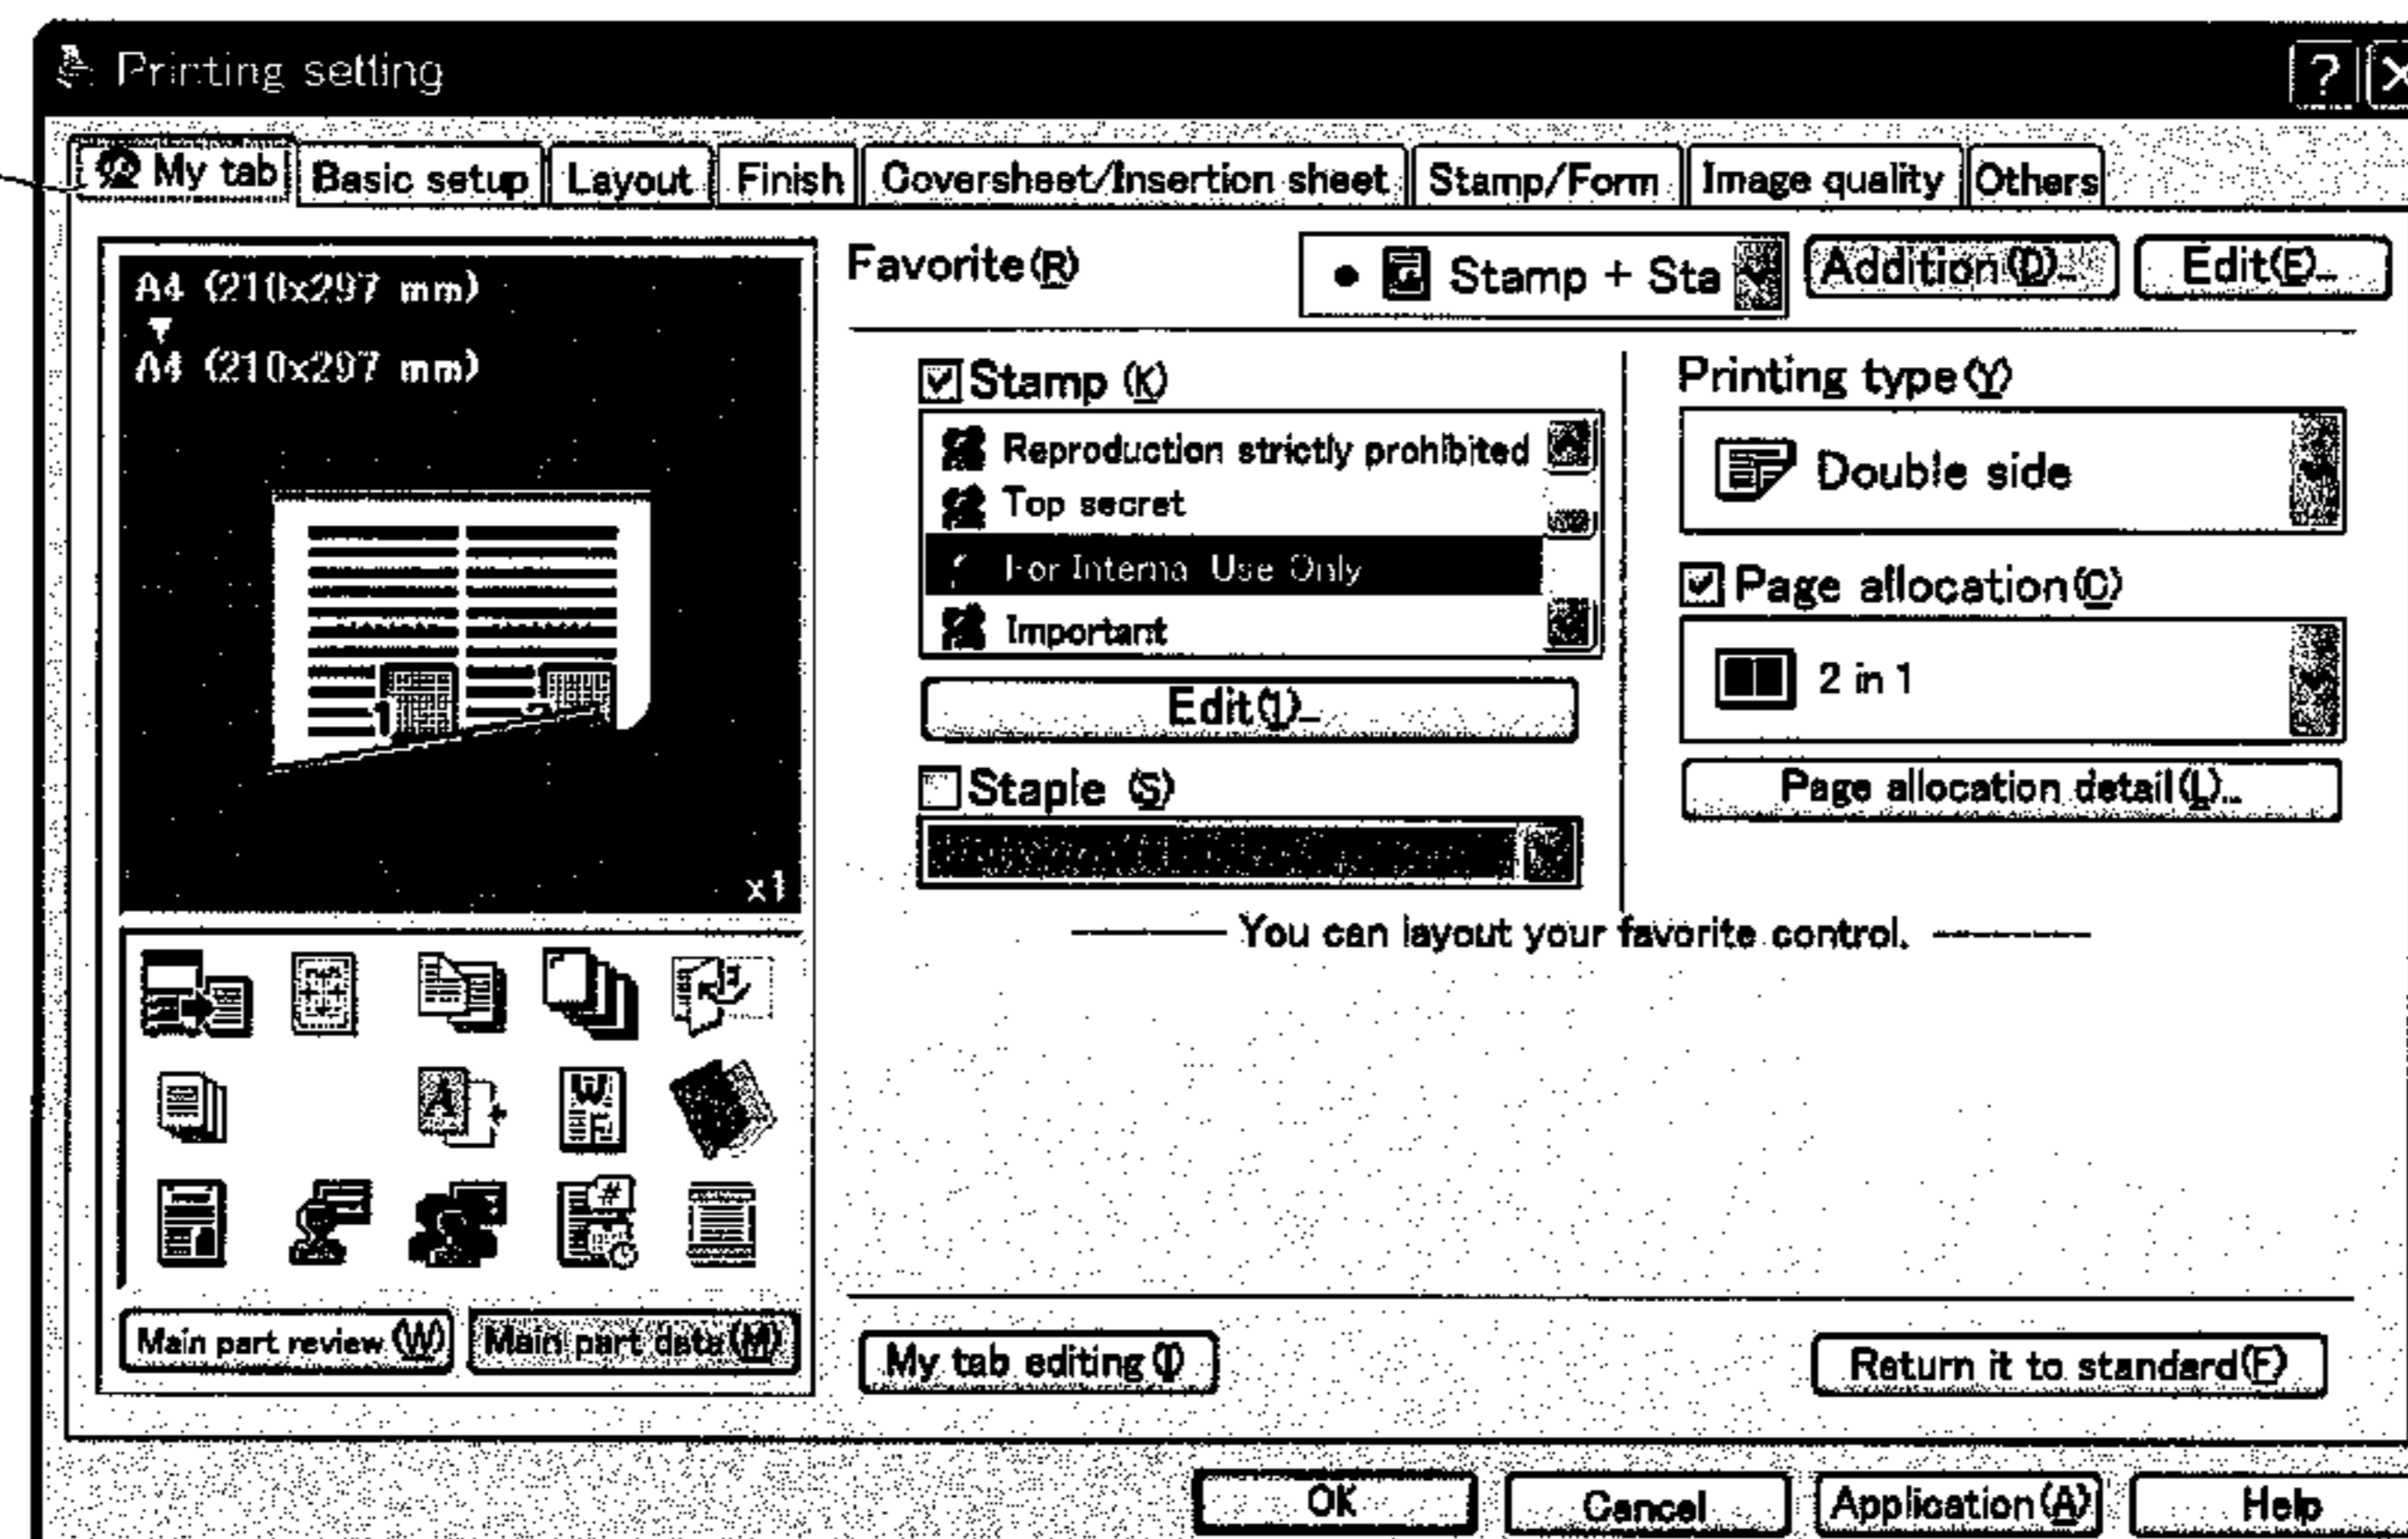 Printing setting
? X
My tab Basic setup Layout Finish Coversheet/Insertion sheet Stamp/Form Image quality Others
A4 (210x297 mm)
A4 (210x297 mm)
x1
Main part review(W) Main part data(M)
Favorite(R) Stamp + Sta Addition(D)... Edit(E)...
Stamp (K)
Reproduction strictly prohibited
Top secret
For Internal Use Only
Important
Edit(I)...
Staple (S)
Printing type(Y)
Double side
Page allocation(C)
2 in 1
Page allocation detail(L)...
You can layout your favorite control.
My tab editing Return it to standard(F)
OK Cancel Application(A) Help